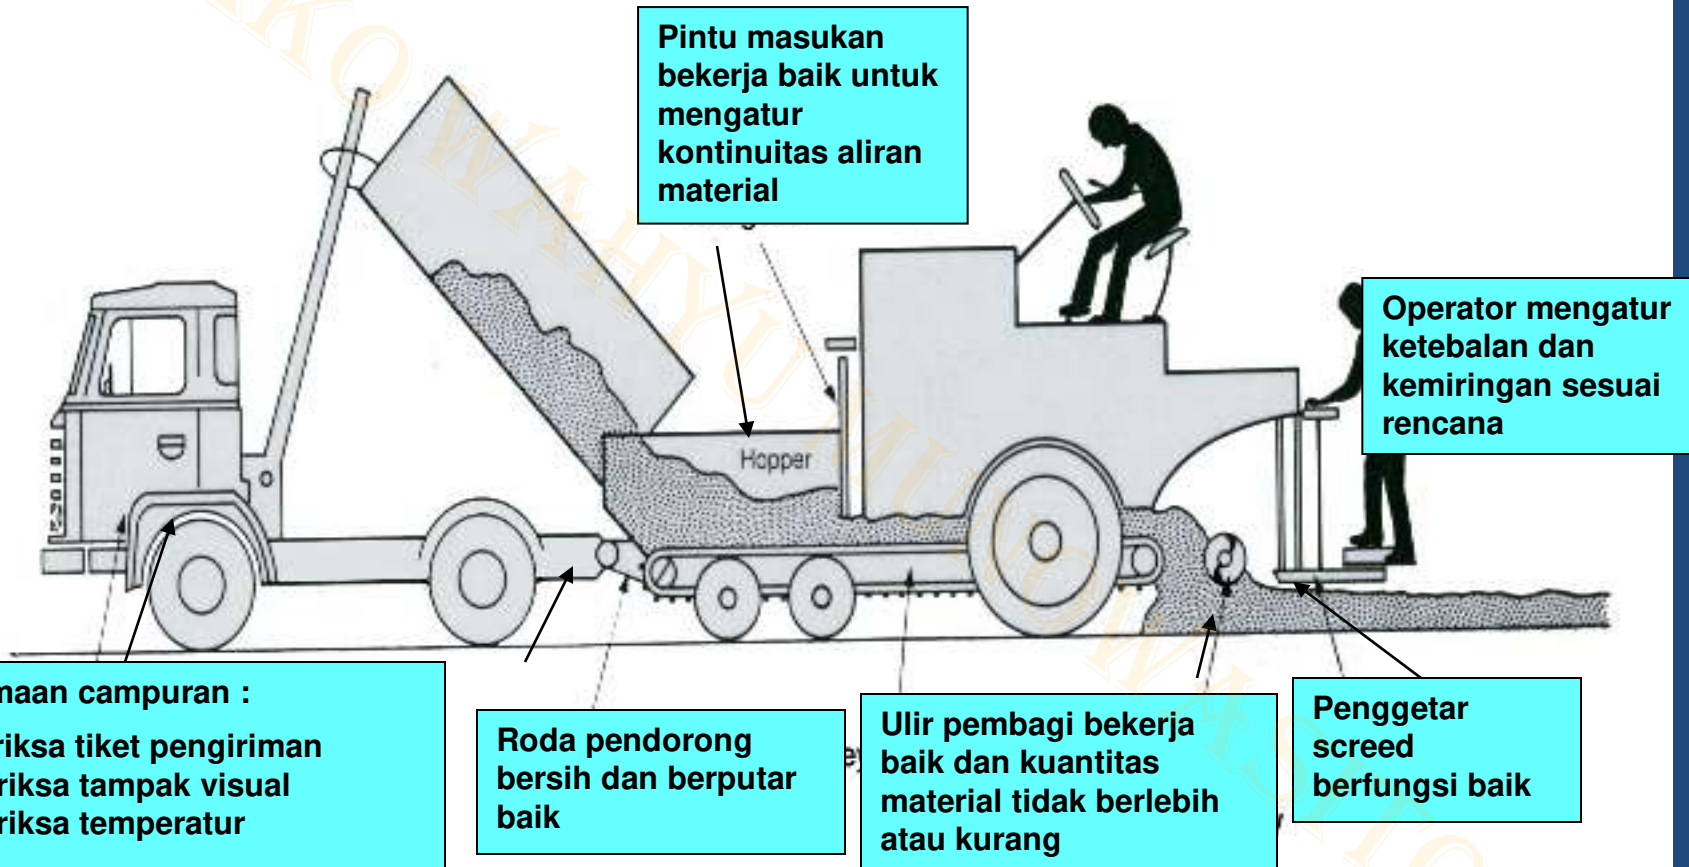 Pintu masukan
bekerja baik untuk
mengatur
kontinuitas aliran
material
Operator mengatur
ketebalan dan
kemiringan sesuai
rencana
Hopper
maan campuran :
riksa tiket pengiriman
riksa tampak visual
riksa temperatur
Roda pendorong
bersih dan berputar
baik
Ulir pembagi bekerja
baik dan kuantitas
material tidak berlebih
atau kurang
Penggetar
screed
berfungsi baik
WAHYU MUNOWASITO